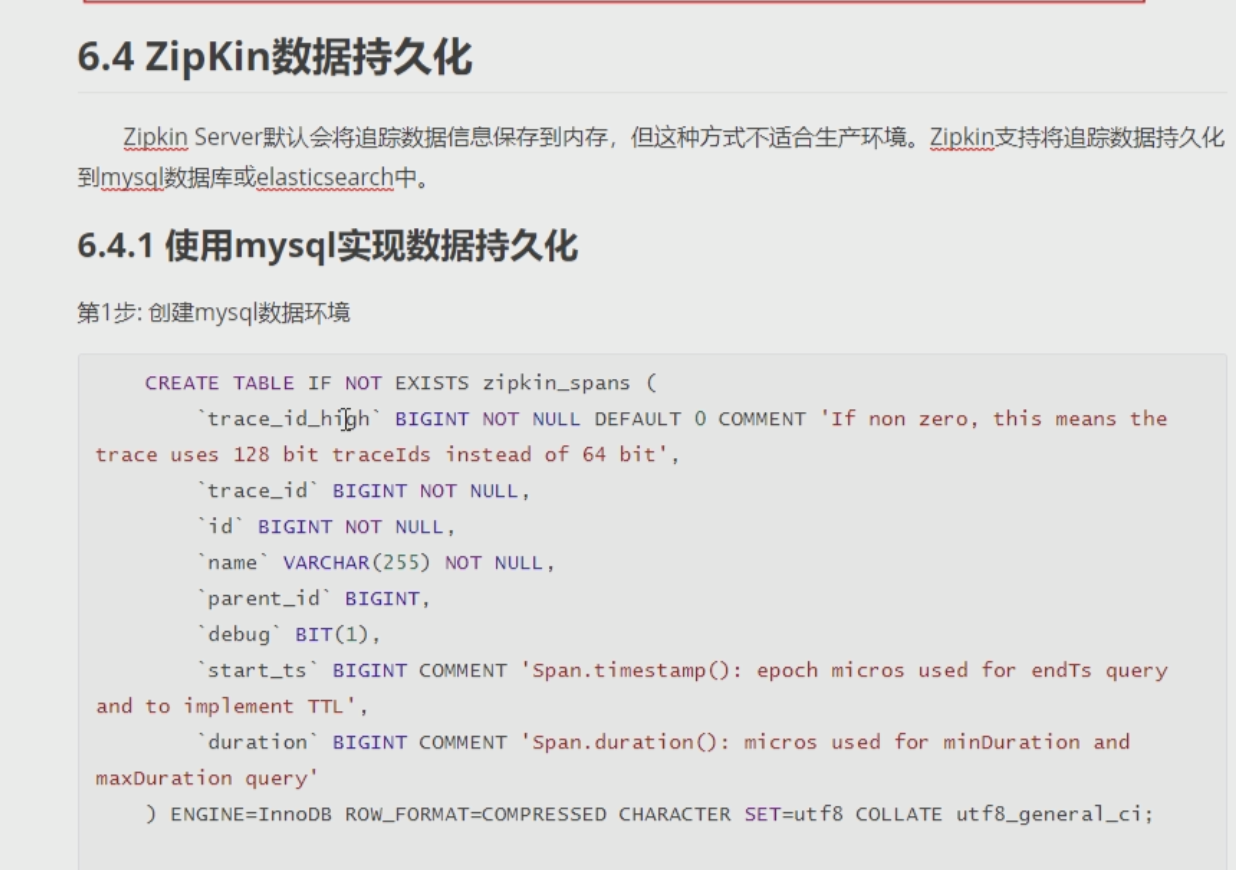 6.4 ZipKin数据持久化
Zipkin Server默认会将追踪数据信息保存到内存，但这种方式不适合生产环境。Zipkin支持将追踪数据持久化
到mysql数据库或elasticsearch中。
6.4.1 使用mysql实现数据持久化
第1步: 创建mysql数据环境
CREATE TABLE IF NOT EXISTS zipkin_spans (
`trace_id_high` BIGINT NOT NULL DEFAULT 0 COMMENT 'If non zero, this means the
trace uses 128 bit traceIds instead of 64 bit',
`trace_id` BIGINT NOT NULL,
`id` BIGINT NOT NULL,
`name` VARCHAR(255) NOT NULL,
`parent_id` BIGINT,
`debug` BIT(1),
`start_ts` BIGINT COMMENT 'Span.timestamp(): epoch micros used for endTs query
and to implement TTL',
`duration` BIGINT COMMENT 'Span.duration(): micros used for minDuration and
maxDuration query'
) ENGINE=InnoDB ROW_FORMAT=COMPRESSED CHARACTER SET=utf8 COLLATE utf8_general_ci;